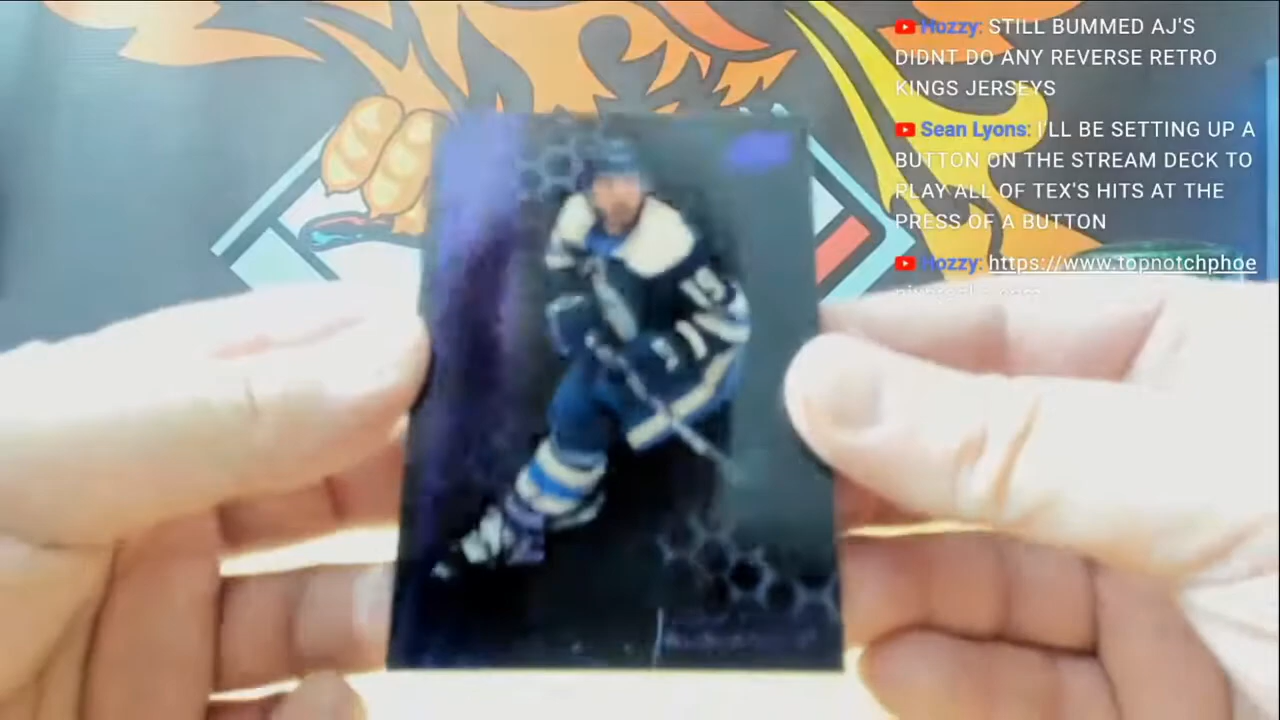 Hozzy: STILL BUMMED AJ'S
DIDNT DO ANY REVERSE RETRO
KINGS JERSEYS
Sean Lyons: I'LL BE SETTING UP A
BUTTON ON THE STREAM DECK TO
PLAY ALL OF TEX'S HITS AT THE
PRESS OF A BUTTON
Hozzy: https://www.topnotchphoe
19